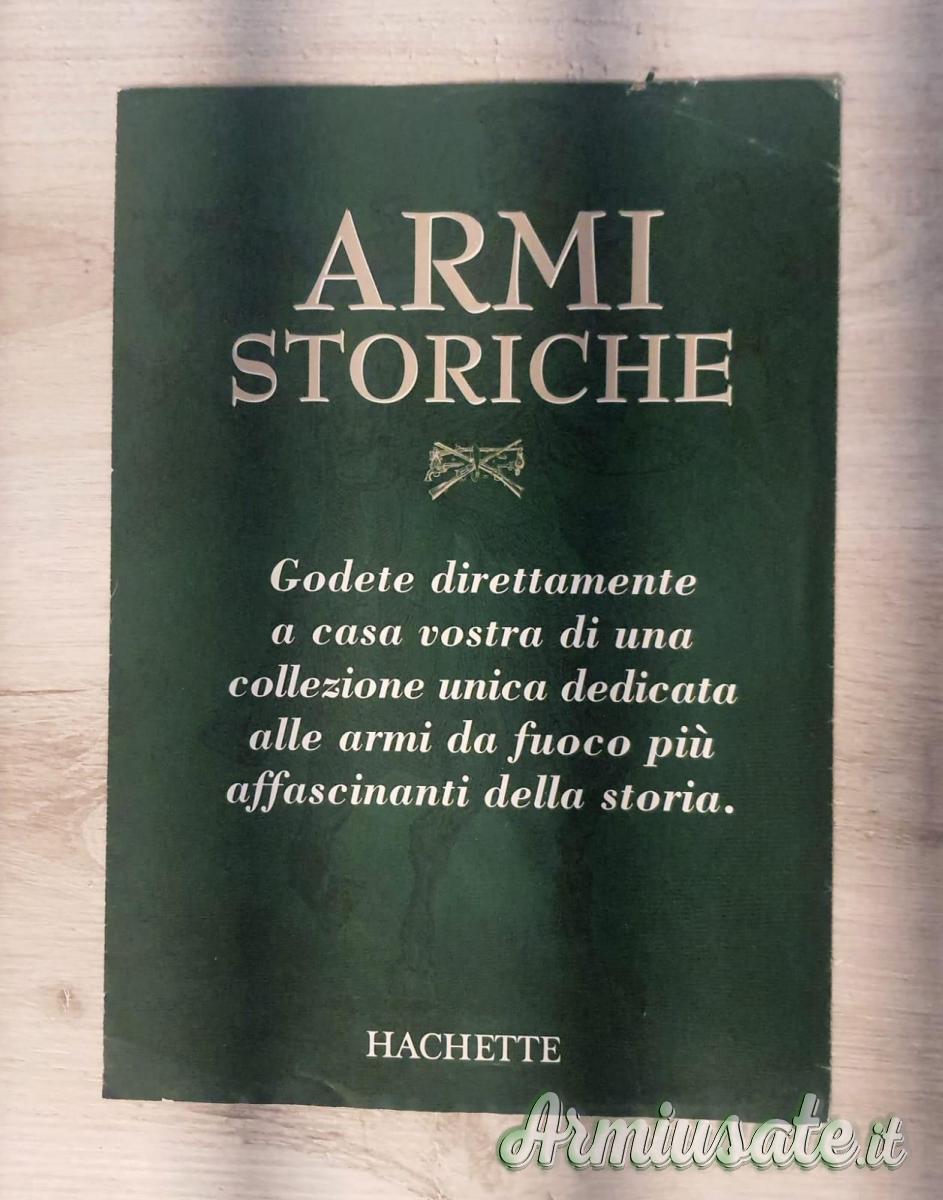 ARMI
STORICHE
Godete direttamente
a casa vostra di una
collezione unica dedicata
alle armi da fuoco più
affascinanti della storia.
HACHETTE
Armiusate.it